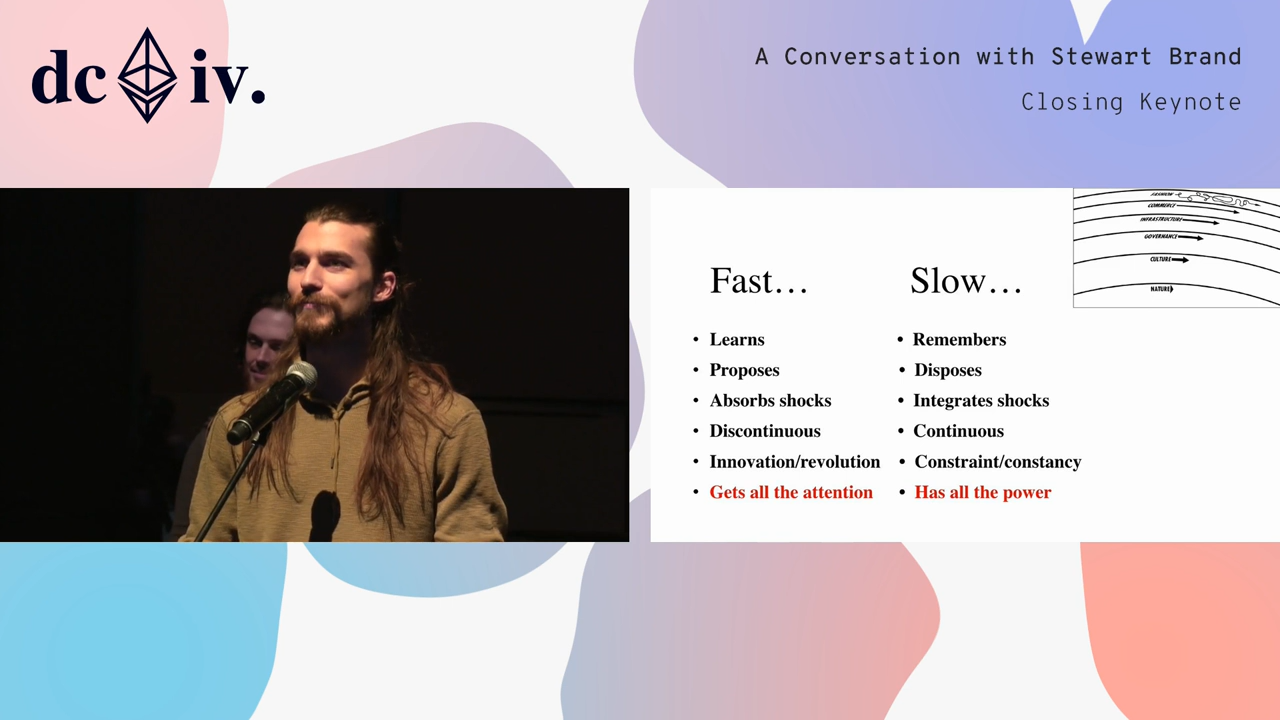 dc iv.
A Conversation with Stewart Brand
Closing Keynote
Fast…
• Learns
• Proposes
• Absorbs shocks
• Discontinuous
• Innovation/revolution
• Gets all the attention
Slow…
• Remembers
• Disposes
• Integrates shocks
• Continuous
• Constraint/constancy
• Has all the power
FASHION
COMMERCE
INFRASTRUCTURE
GOVERNANCE
CULTURE
NATURE